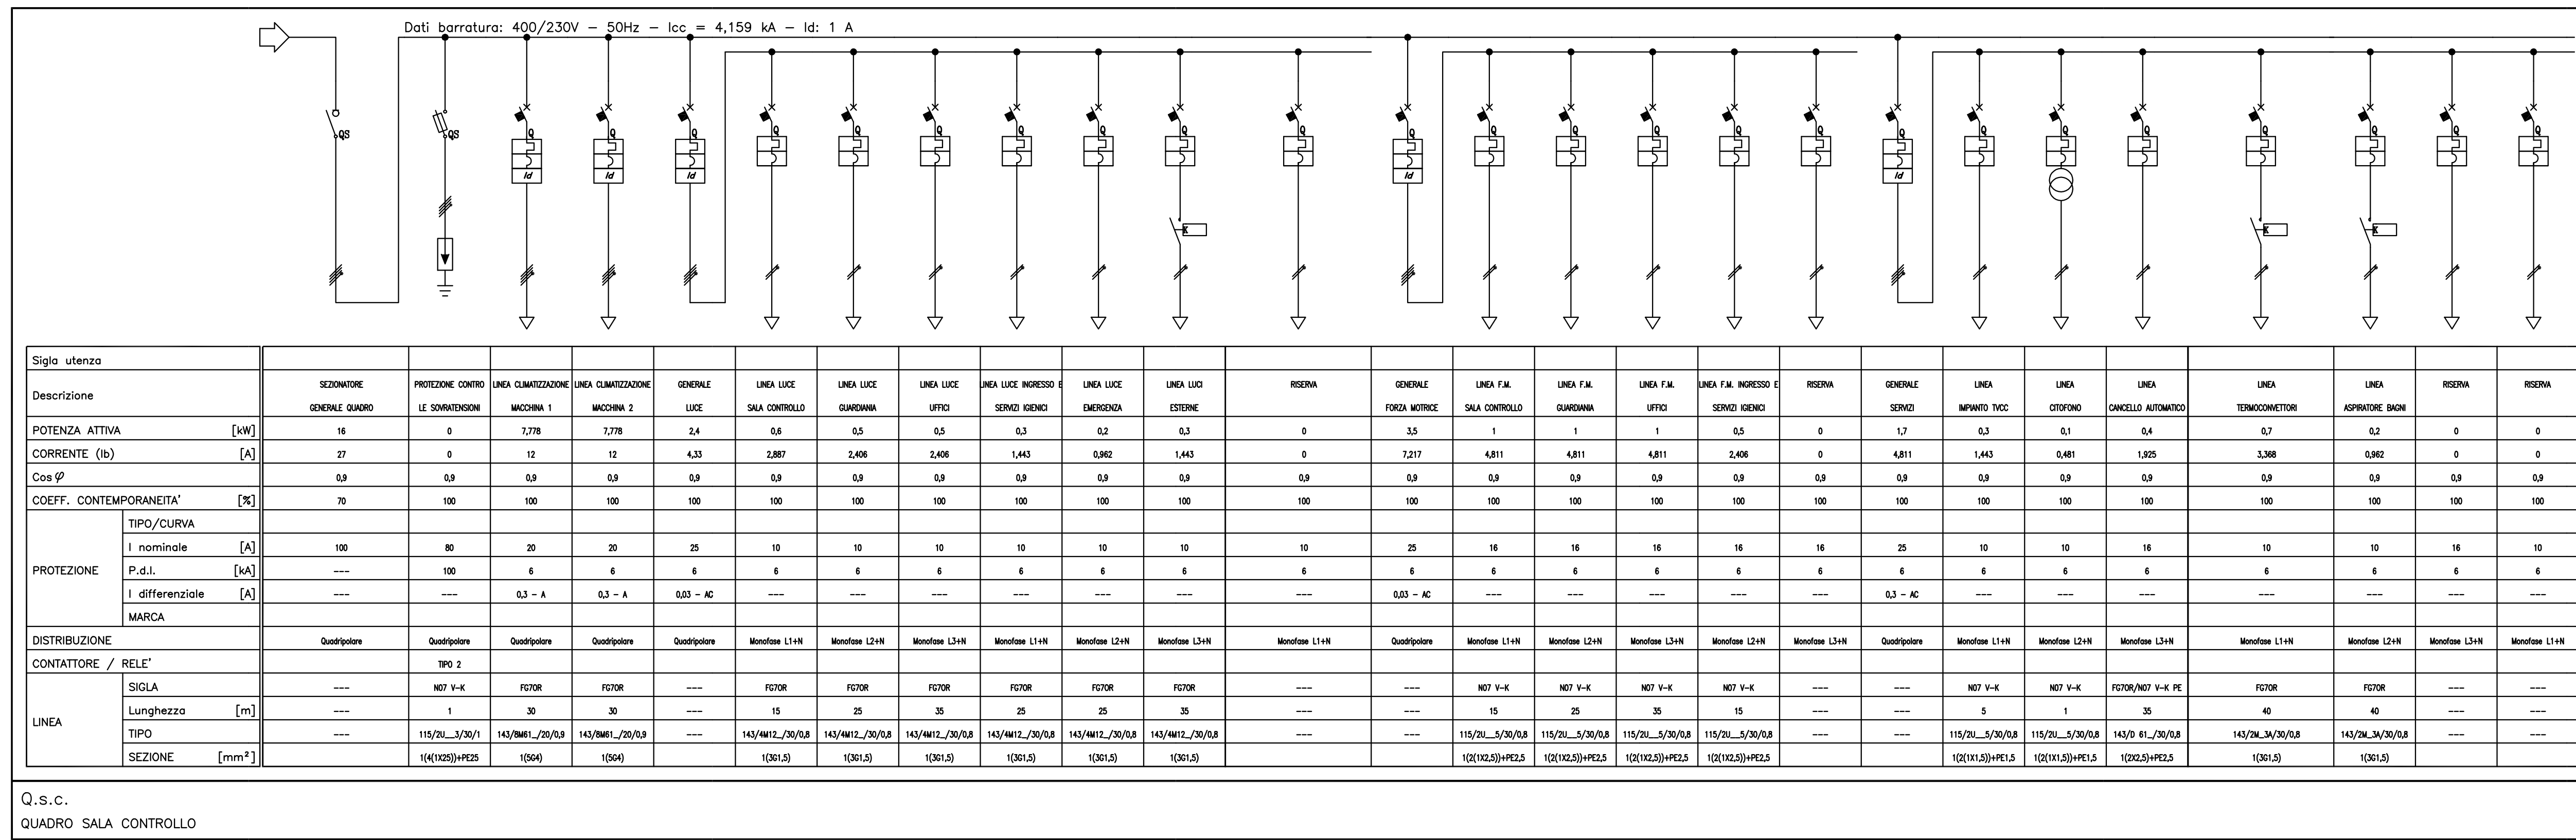 Dati barratura: 400/230V - 50Hz - Icc = 4,159 kA - Id: 1 A
QS QS Q Q Q Q Q Q Q Q Q Q Q Q Q Q Q Q Q Q Q Q Q Q Q Q
Id Id Id Id Id
K K K
Sigla utenza
Descrizione
SEZIONATORE PROTEZIONE CONTRO LINEA CLIMATIZZAZIONE LINEA CLIMATIZZAZIONE GENERALE LINEA LUCE LINEA LUCE LINEA LUCE LINEA LUCE INGRESSO E LINEA LUCE LINEA LUCI RISERVA GENERALE LINEA F.M. LINEA F.M. LINEA F.M. LINEA F.M. INGRESSO E RISERVA GENERALE LINEA LINEA LINEA LINEA LINEA RISERVA RISERVA
GENERALE QUADRO LE SOVRATENSIONI MACCHINA 1 MACCHINA 2 LUCE SALA CONTROLLO GUARDIANIA UFFICI SERVIZI IGIENICI EMERGENZA ESTERNE FORZA MOTRICE SALA CONTROLLO GUARDIANIA UFFICI SERVIZI IGIENICI SERVIZI IMPIANTO TVCC CITOFONO CANCELLO AUTOMATICO TERMOCONVETTORI ASPIRATORE BAGNI
POTENZA ATTIVA [kW] 16 0 7,778 7,778 2,4 0,6 0,5 0,5 0,3 0,2 0,3 0 3,5 1 1 1 0,5 0 1,7 0,3 0,1 0,4 0,7 0,2 0 0
CORRENTE (Ib) [A] 27 0 12 12 4,33 2,887 2,406 2,406 1,443 0,962 1,443 0 7,217 4,811 4,811 4,811 2,406 0 4,811 1,443 0,481 1,925 3,368 0,962 0 0
Cos φ 0,9 0,9 0,9 0,9 0,9 0,9 0,9 0,9 0,9 0,9 0,9 0,9 0,9 0,9 0,9 0,9 0,9 0,9 0,9 0,9 0,9 0,9 0,9 0,9 0,9 0,9
COEFF. CONTEMPORANEITA' [%] 70 100 100 100 100 100 100 100 100 100 100 100 100 100 100 100 100 100 100 100 100 100 100 100 100 100
PROTEZIONE
TIPO/CURVA
I nominale [A] 100 80 20 20 25 10 10 10 10 10 10 10 25 16 16 16 16 16 25 10 10 16 10 10 16 10
P.d.I. [kA] --- 100 6 6 6 6 6 6 6 6 6 6 6 6 6 6 6 6 6 6 6 6 6 6 6 6
I differenziale [A] --- --- 0,3 - A 0,3 - A 0,03 - AC --- --- --- --- --- --- --- 0,03 - AC --- --- --- --- --- 0,3 - AC --- --- --- --- --- --- ---
MARCA
DISTRIBUZIONE Quadripolare Quadripolare Quadripolare Quadripolare Quadripolare Monofase L1+N Monofase L2+N Monofase L3+N Monofase L1+N Monofase L2+N Monofase L3+N Monofase L1+N Quadripolare Monofase L1+N Monofase L2+N Monofase L3+N Monofase L2+N Monofase L3+N Quadripolare Monofase L1+N Monofase L2+N Monofase L3+N Monofase L1+N Monofase L2+N Monofase L3+N Monofase L1+N
CONTATTORE / RELE' TIPO 2
LINEA
SIGLA --- N07 V-K FG7OR FG7OR --- FG7OR FG7OR FG7OR FG7OR FG7OR FG7OR --- --- N07 V-K N07 V-K N07 V-K N07 V-K --- --- N07 V-K N07 V-K FG7OR/N07 V-K PE FG7OR FG7OR --- ---
Lunghezza [m] --- 1 30 30 --- 15 25 35 25 25 35 --- --- 15 25 35 15 --- --- 5 1 35 40 40 --- ---
TIPO --- 115/2U__3/30/1 143/8M61_/20/0,9 143/8M61_/20/0,9 --- 143/4M12_/30/0,8 143/4M12_/30/0,8 143/4M12_/30/0,8 143/4M12_/30/0,8 143/4M12_/30/0,8 143/4M12_/30/0,8 --- --- 115/2U__5/30/0,8 115/2U__5/30/0,8 115/2U__5/30/0,8 115/2U__5/30/0,8 --- --- 115/2U__5/30/0,8 115/2U__5/30/0,8 143/D 61_/30/0,8 143/2M_3A/30/0,8 143/2M_3A/30/0,8 --- ---
SEZIONE [mm²] 1(4(1X25))+PE25 1(5G4) 1(5G4) 1(3G1,5) 1(3G1,5) 1(3G1,5) 1(3G1,5) 1(3G1,5) 1(3G1,5) 1(2(1X2,5))+PE2,5 1(2(1X2,5))+PE2,5 1(2(1X2,5))+PE2,5 1(2(1X2,5))+PE2,5 1(2(1X1,5))+PE1,5 1(2(1X1,5))+PE1,5 1(2X2,5)+PE2,5 1(3G1,5) 1(3G1,5)
Q.s.c.
QUADRO SALA CONTROLLO